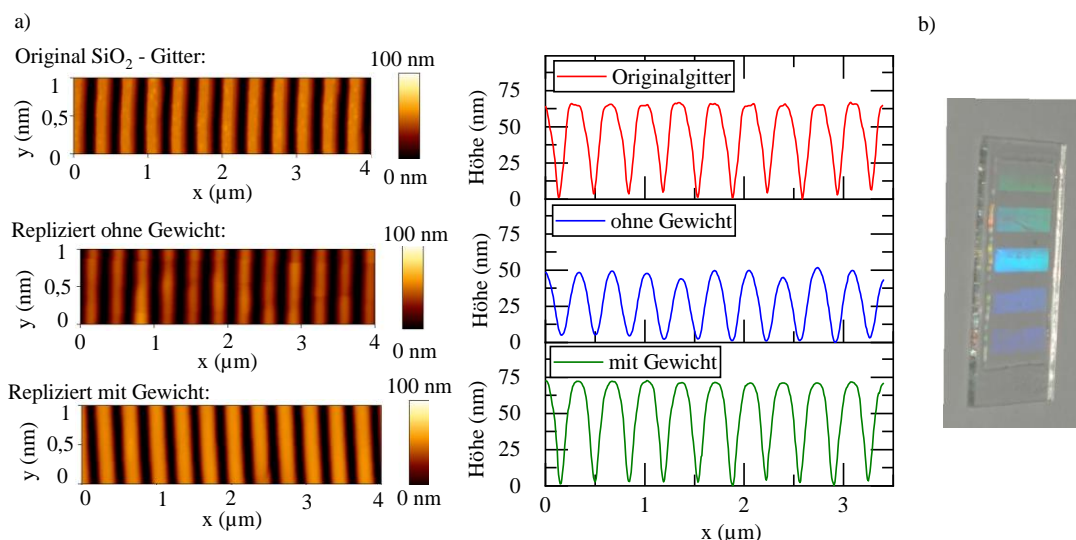 a)
Original SiO₂ - Gitter:
100 nm
0 nm
1
0,5
0
y (nm)
0 1 2 3 4
x (µm)
Repliziert ohne Gewicht:
100 nm
0 nm
1
0,5
0
y (nm)
0 1 2 3 4
x (µm)
Repliziert mit Gewicht:
100 nm
0 nm
1
0,5
0
y (nm)
0 1 2 3 4
x (µm)
Originalgitter
75
50
25
0
Höhe (nm)
ohne Gewicht
75
50
25
0
Höhe (nm)
mit Gewicht
75
50
25
0
Höhe (nm)
0 1 2 3
x (µm)
b)